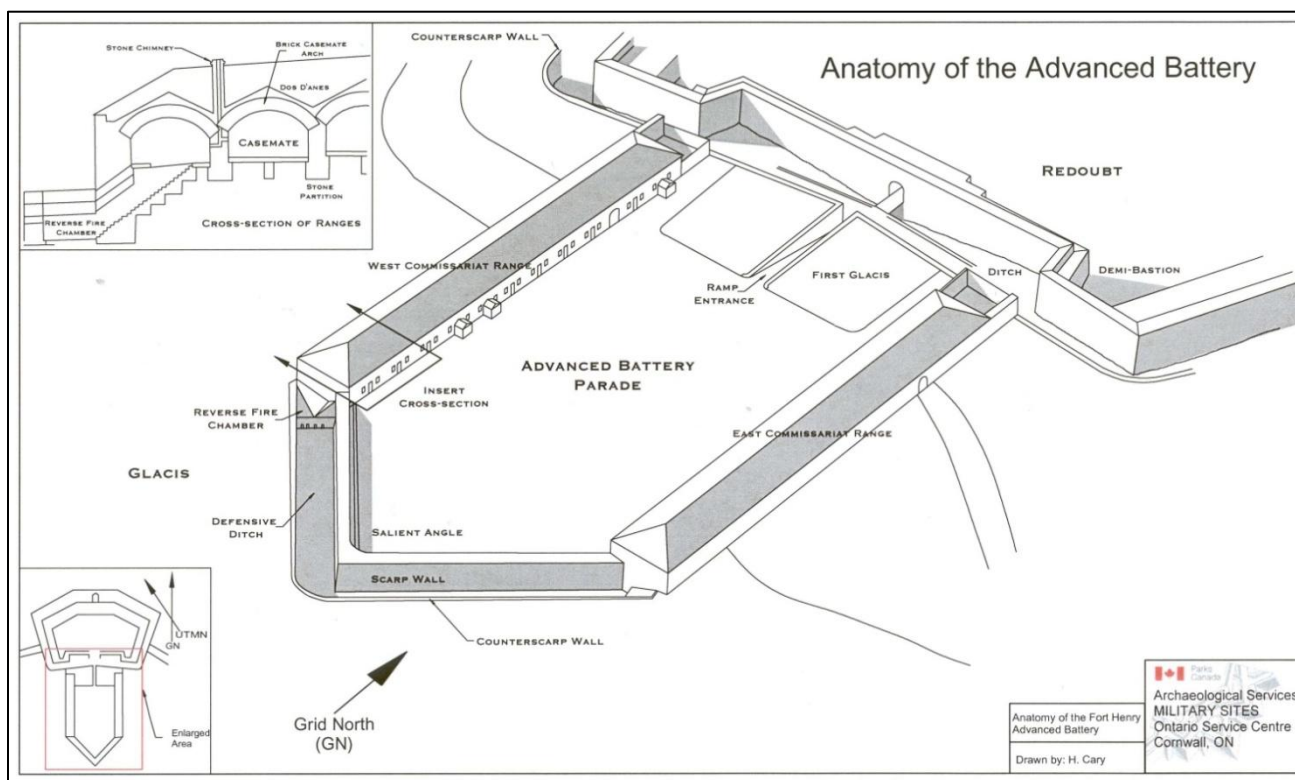 Anatomy of the Advanced Battery
STONE CHIMNEY
BRICK CASEMATE
ARCH
DOS D'ANES
CASEMATE
STONE
PARTITION
REVERSE FIRE
CHAMBER
CROSS-SECTION OF RANGES
COUNTERSCARP WALL
REDOUBT
WEST COMMISSARIAT RANGE
RAMP
ENTRANCE
FIRST GLACIS
DITCH
DEMI-BASTION
ADVANCED BATTERY
PARADE
INSERT
CROSS-SECTION
REVERSE FIRE
CHAMBER
EAST COMMISSARIAT RANGE
GLACIS
DEFENSIVE
DITCH
SALIENT ANGLE
SCARP WALL
COUNTERSCARP WALL
UTMN
GN
Enlarged
Area
Grid North
(GN)
Anatomy of the Fort Henry
Advanced Battery
Drawn by: H. Cary
Parks
Canada
Archaeological Services
MILITARY SITES
Ontario Service Centre
Cornwall, ON